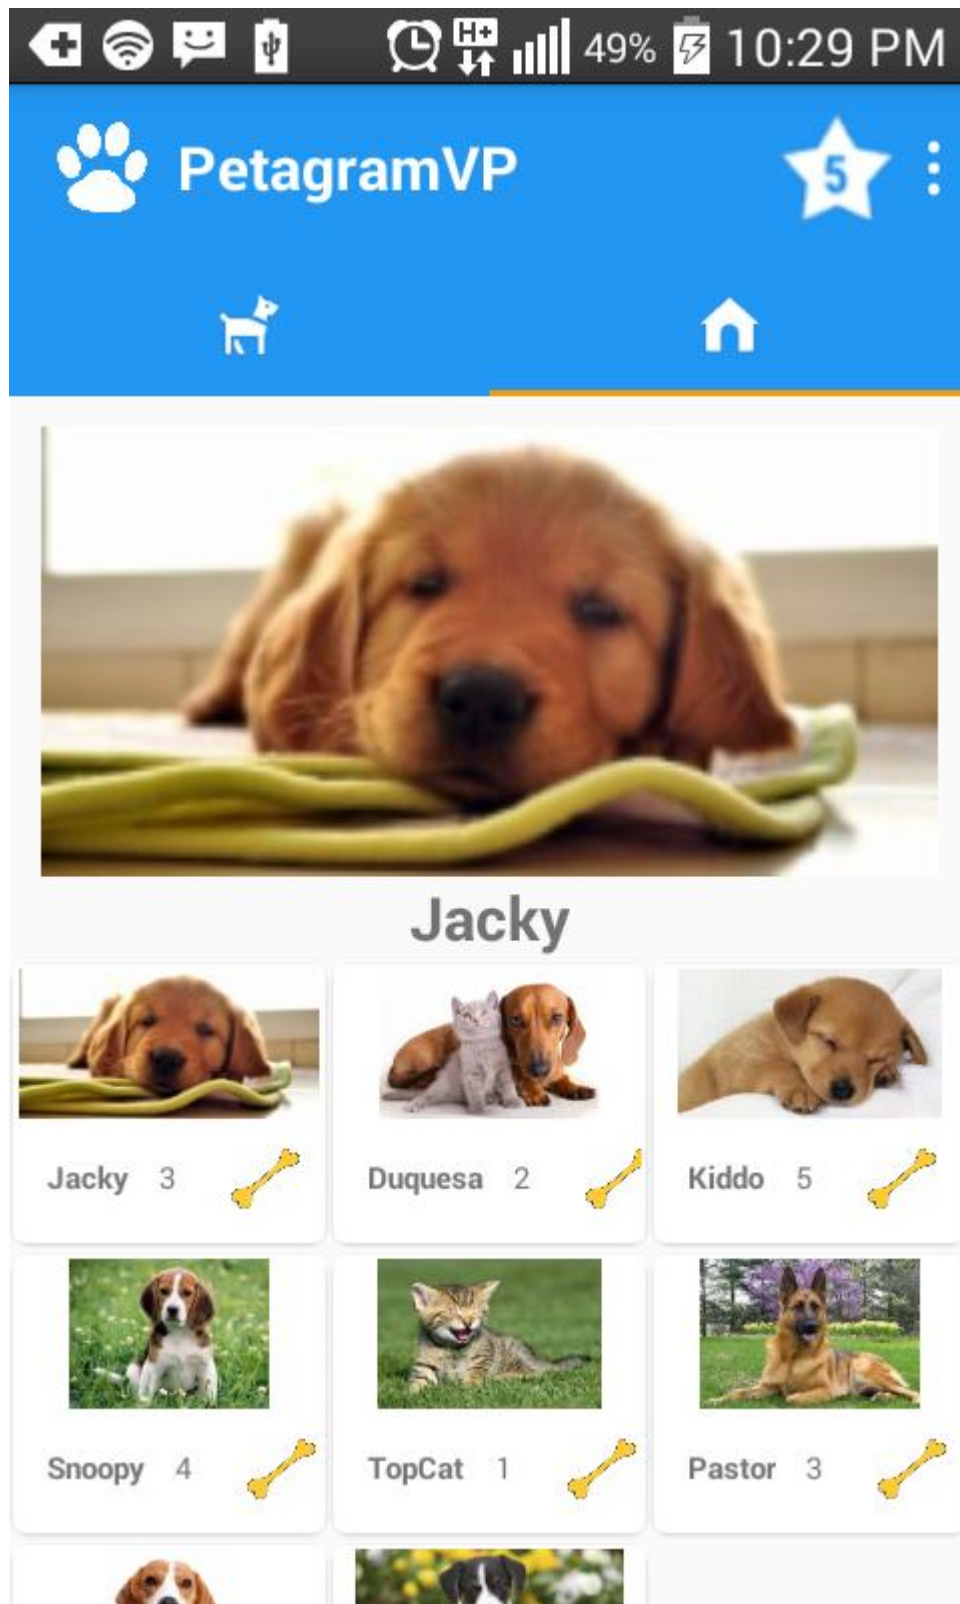 H+ 49% 10:29 PM
PetagramVP 5
Jacky
Jacky 3 Duquesa 2 Kiddo 5
Snoopy 4 TopCat 1 Pastor 3